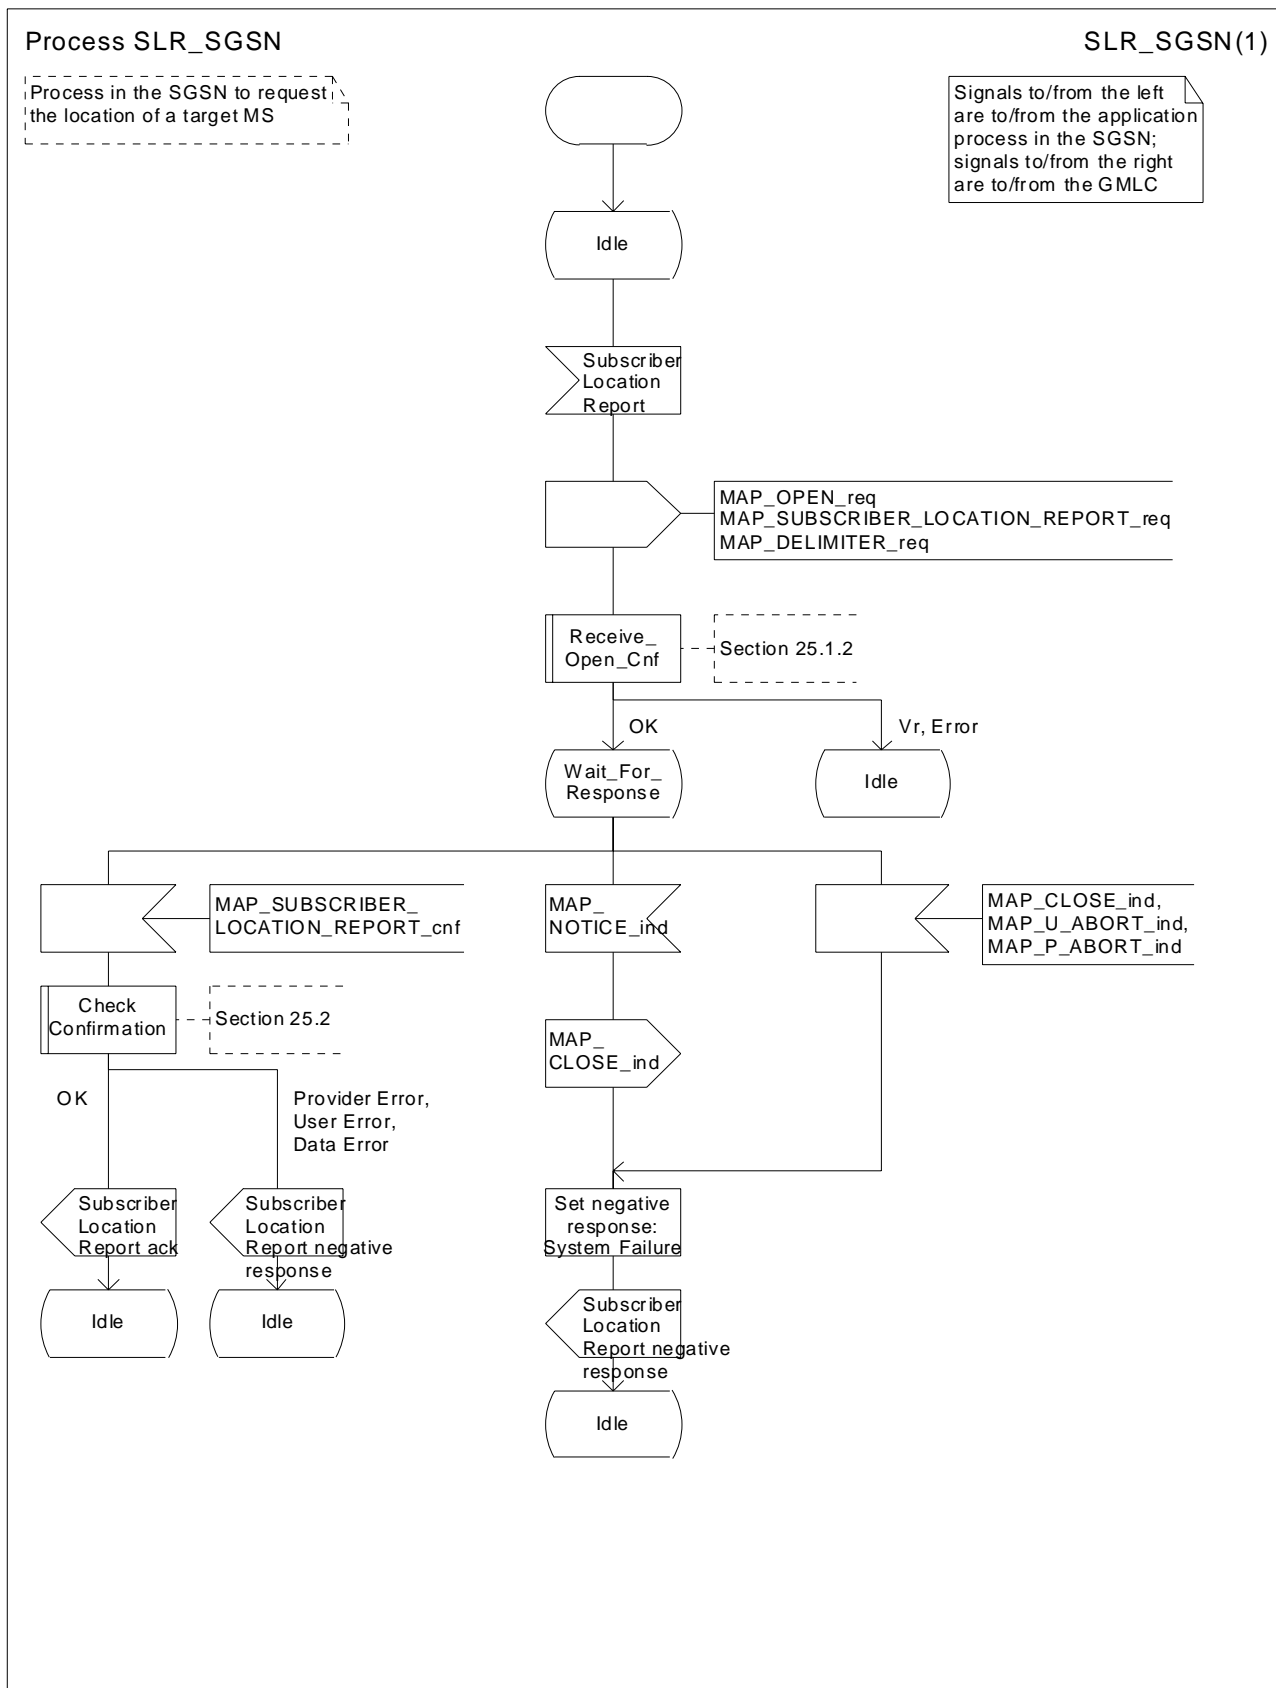 Process SLR_SGSN
SLR_SGSN(1)
Process in the SGSN to request
the location of a target MS
Signals to/from the left
are to/from the application
process in the SGSN;
signals to/from the right
are to/from the GMLC
Idle
Subscriber
Location
Report
MAP_OPEN_req
MAP_SUBSCRIBER_LOCATION_REPORT_req
MAP_DELIMITER_req
Receive_
Open_Cnf
Section 25.1.2
OK
Vr, Error
Wait_For_
Response
Idle
MAP_SUBSCRIBER_
LOCATION_REPORT_cnf
MAP_
NOTICE_ind
MAP_CLOSE_ind,
MAP_U_ABORT_ind,
MAP_P_ABORT_ind
Check
Confirmation
Section 25.2
MAP_
CLOSE_ind
OK
Provider Error,
User Error,
Data Error
Subscriber
Location
Report ack
Subscriber
Location
Report negative
response
Set negative
response:
System Failure
Idle
Idle
Subscriber
Location
Report negative
response
Idle